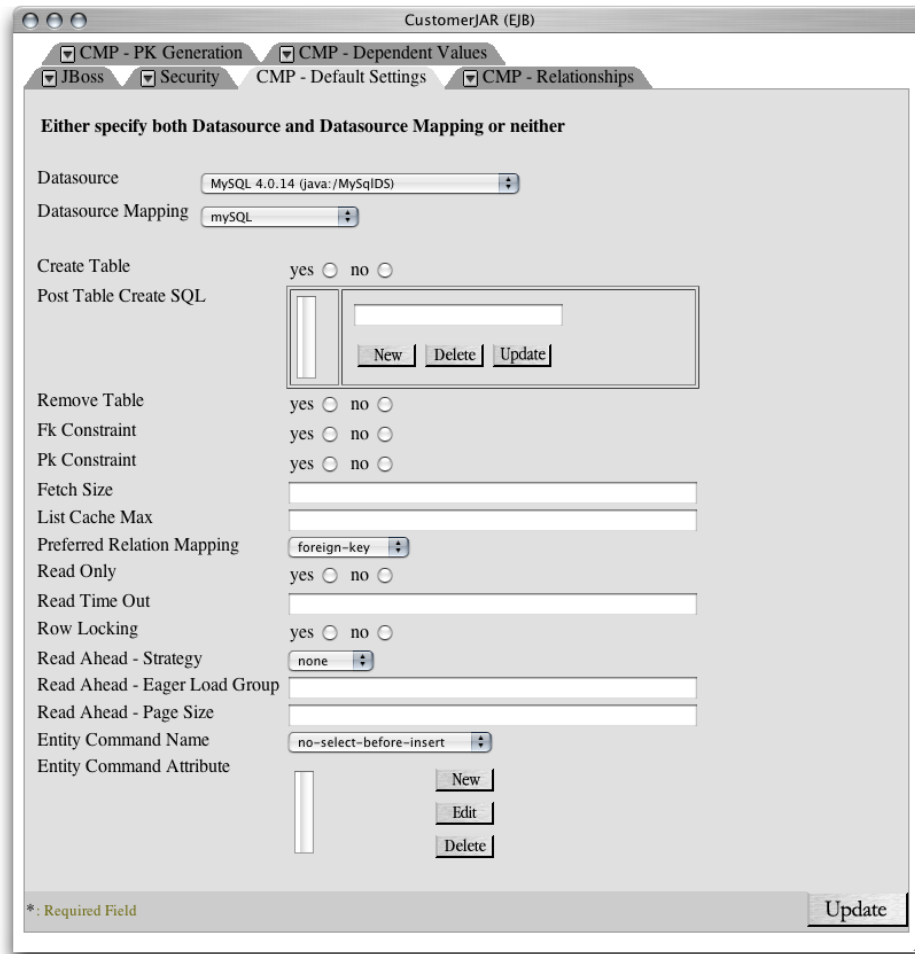 CustomerJAR (EJB)
CMP - PK Generation CMP - Dependent Values
JBoss Security CMP - Default Settings CMP - Relationships
Either specify both Datasource and Datasource Mapping or neither
Datasource MySQL 4.0.14 (java:/MySqlDS)
Datasource Mapping mySQL
Create Table yes no
Post Table Create SQL
New Delete Update
Remove Table yes no
Fk Constraint yes no
Pk Constraint yes no
Fetch Size
List Cache Max
Preferred Relation Mapping foreign-key
Read Only yes no
Read Time Out
Row Locking yes no
Read Ahead - Strategy none
Read Ahead - Eager Load Group
Read Ahead - Page Size
Entity Command Name no-select-before-insert
Entity Command Attribute
New
Edit
Delete
*: Required Field Update